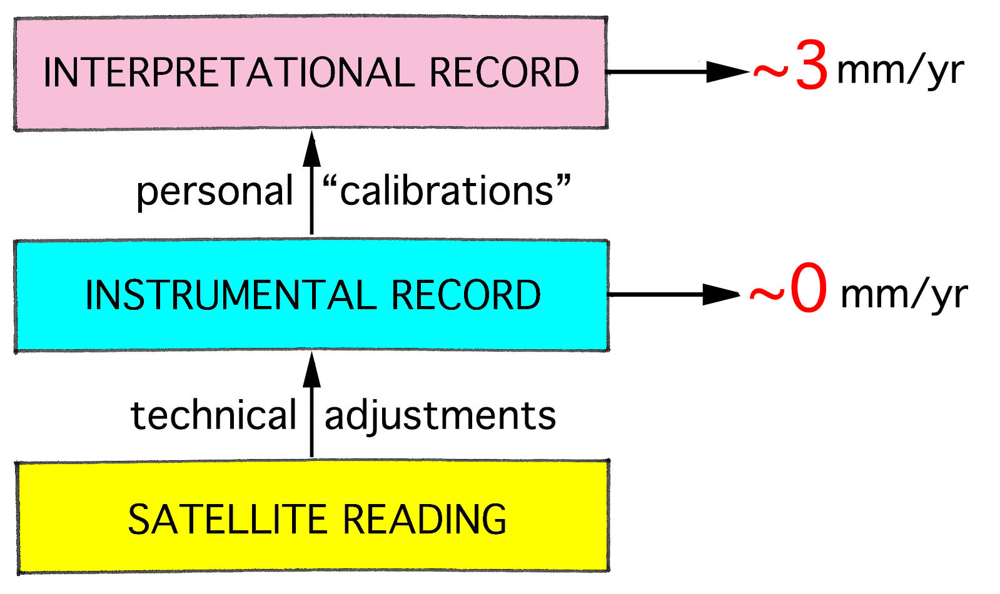 INTERPRETATIONAL RECORD
~3 mm/yr
personal “calibrations”
INSTRUMENTAL RECORD
~0 mm/yr
technical adjustments
SATELLITE READING